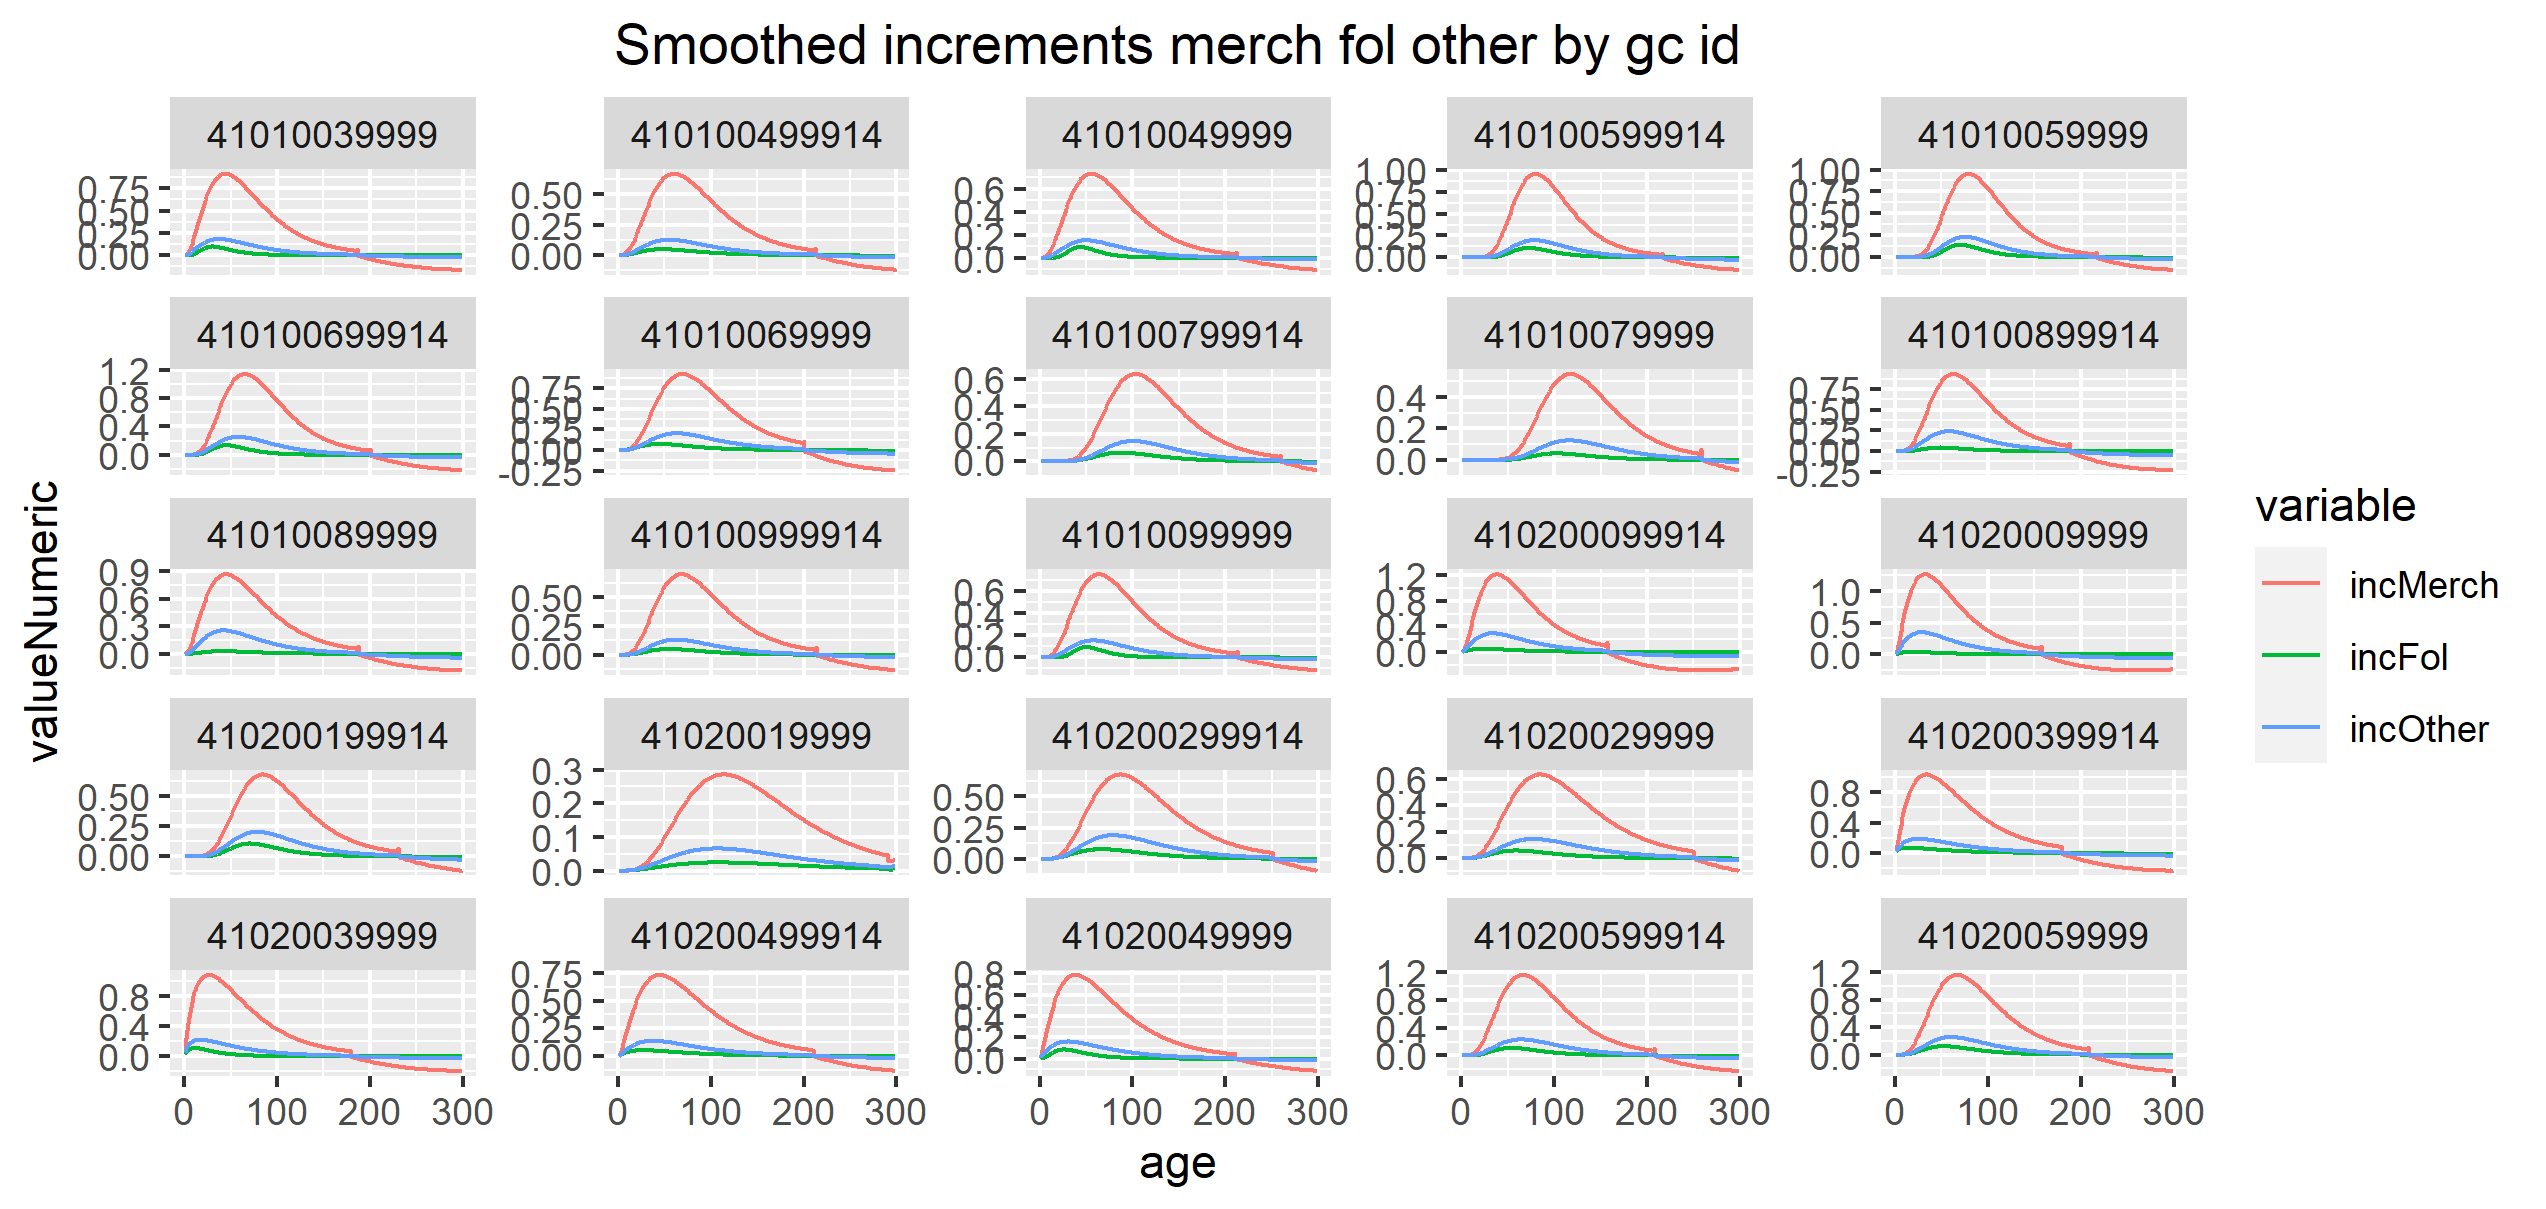 Smoothed increments merch fol other by gc id
41010039999 410100499914 41010049999 410100599914 41010059999
0.75 0.50 0.25 0.00
0.50 0.25 0.00
0.6 0.4 0.2 0.0
1.00 0.75 0.50 0.25 0.00
1.00 0.75 0.50 0.25 0.00
410100699914 41010069999 410100799914 41010079999 410100899914
1.2 0.8 0.4 0.0
0.75 0.50 0.25 0.00 -0.25
0.6 0.4 0.2 0.0
0.4 0.2 0.0
0.75 0.50 0.25 0.00 -0.25
41010089999 410100999914 41010099999 410200099914 41020009999
0.9 0.6 0.3 0.0
0.50 0.25 0.00
0.6 0.4 0.2 0.0
1.2 0.8 0.4 0.0
1.0 0.5 0.0
410200199914 41020019999 410200299914 41020029999 410200399914
0.50 0.25 0.00
0.3 0.2 0.1 0.0
0.50 0.25 0.00
0.6 0.4 0.2 0.0
0.8 0.4 0.0
41020039999 410200499914 41020049999 410200599914 41020059999
0.8 0.4 0.0
0.75 0.50 0.25 0.00
0.8 0.6 0.4 0.2 0.0
1.2 0.8 0.4 0.0
1.2 0.8 0.4 0.0
0 100 200 300 0 100 200 300 0 100 200 300 0 100 200 300 0 100 200 300
age
valueNumeric
variable
incMerch
incFol
incOther